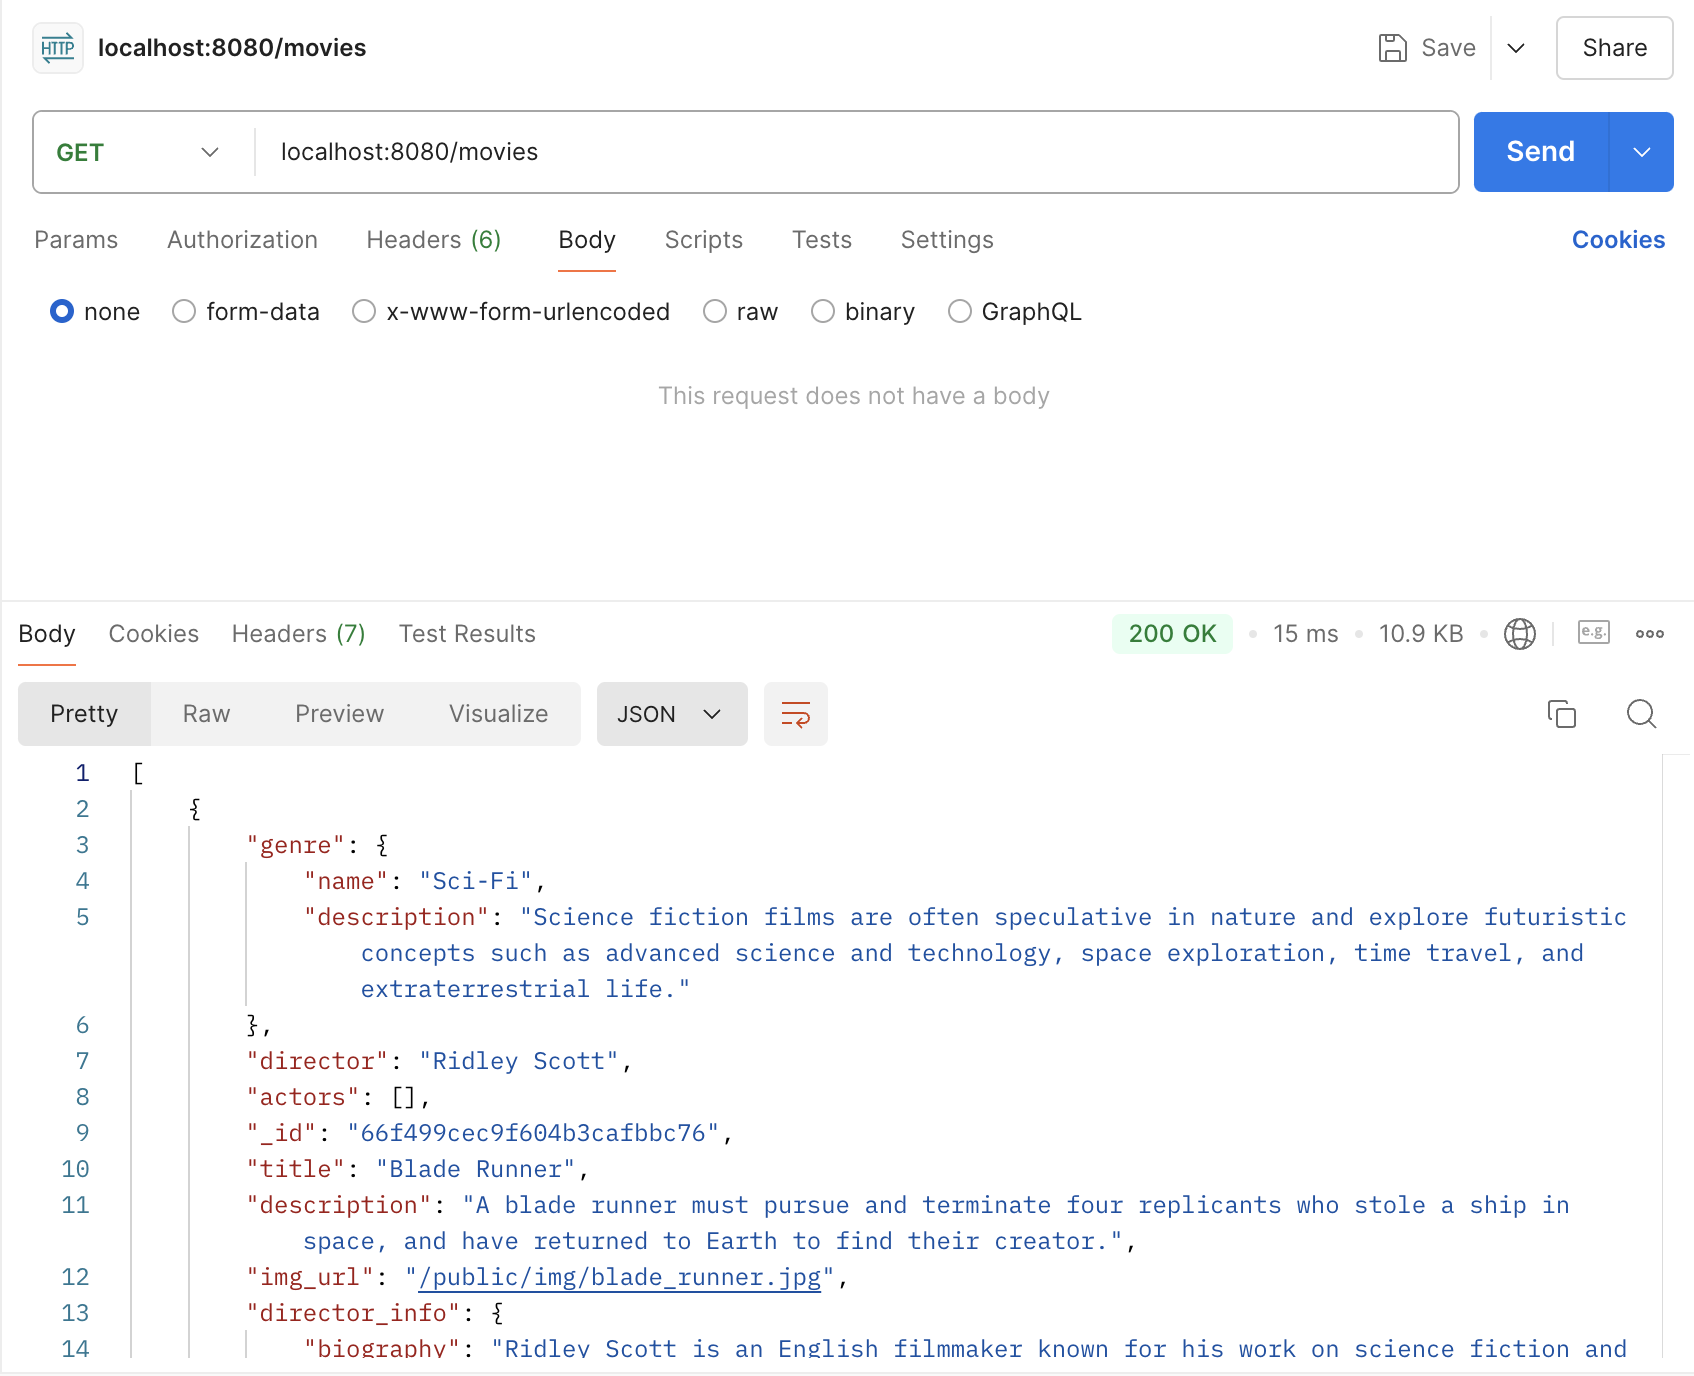 HTTP localhost:8080/movies Save Share
GET localhost:8080/movies Send
Params Authorization Headers (6) Body Scripts Tests Settings Cookies
none form-data x-www-form-urlencoded raw binary GraphQL
This request does not have a body
Body Cookies Headers (7) Test Results 200 OK 15 ms 10.9 KB e.g.
Pretty Raw Preview Visualize JSON
1 [
2 {
3 "genre": {
4 "name": "Sci-Fi",
5 "description": "Science fiction films are often speculative in nature and explore futuristic
concepts such as advanced science and technology, space exploration, time travel, and
extraterrestrial life."
6 },
7 "director": "Ridley Scott",
8 "actors": [],
9 "_id": "66f499cec9f604b3cafbbc76",
10 "title": "Blade Runner",
11 "description": "A blade runner must pursue and terminate four replicants who stole a ship in
space, and have returned to Earth to find their creator.",
12 "img_url": "/public/img/blade_runner.jpg",
13 "director_info": {
14 "biography": "Ridley Scott is an English filmmaker known for his work on science fiction and